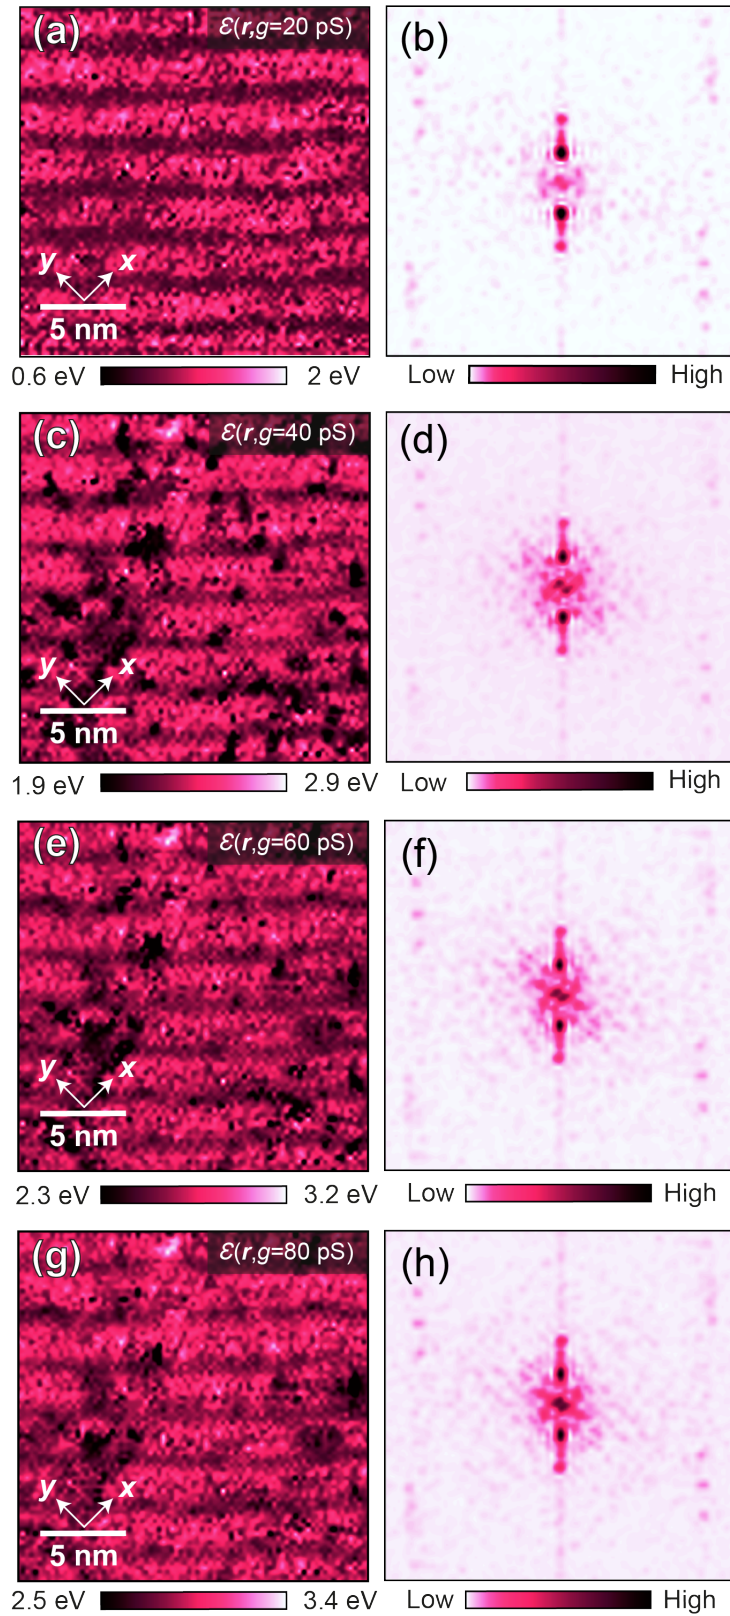 (a) ℰ(r,g=20 pS) (b)
y x
5 nm
0.6 eV 2 eV Low High
(c) ℰ(r,g=40 pS) (d)
y x
5 nm
1.9 eV 2.9 eV Low High
(e) ℰ(r,g=60 pS) (f)
y x
5 nm
2.3 eV 3.2 eV Low High
(g) ℰ(r,g=80 pS) (h)
y x
5 nm
2.5 eV 3.4 eV Low High